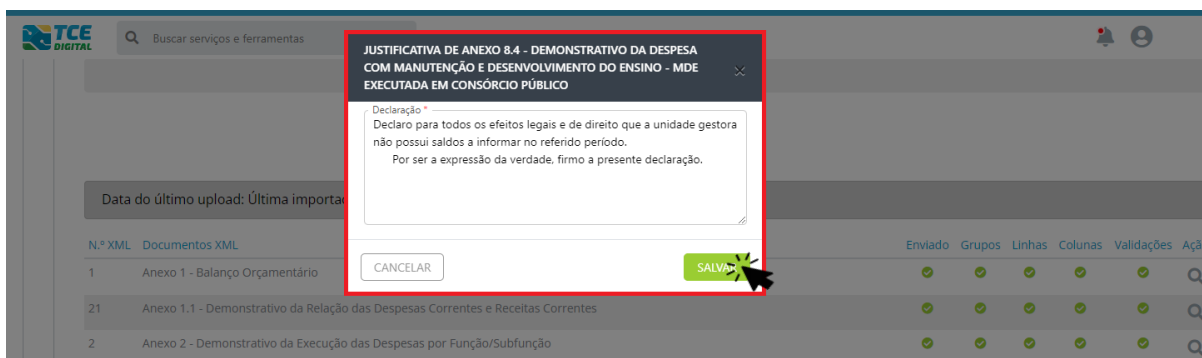 TCE
DIGITAL
Buscar serviços e ferramentas
JUSTIFICATIVA DE ANEXO 8.4 - DEMONSTRATIVO DA DESPESA
COM MANUTENÇÃO E DESENVOLVIMENTO DO ENSINO - MDE
EXECUTADA EM CONSÓRCIO PÚBLICO
Declaração *
Declaro para todos os efeitos legais e de direito que a unidade gestora
não possui saldos a informar no referido período.
Por ser a expressão da verdade, firmo a presente declaração.
CANCELAR
SALVAR
Data do último upload: Última importa
N.º XML Documentos XML Enviado Grupos Linhas Colunas Validações Açã
1 Anexo 1 - Balanço Orçamentário
21 Anexo 1.1 - Demonstrativo da Relação das Despesas Correntes e Receitas Correntes
2 Anexo 2 - Demonstrativo da Execução das Despesas por Função/Subfunção